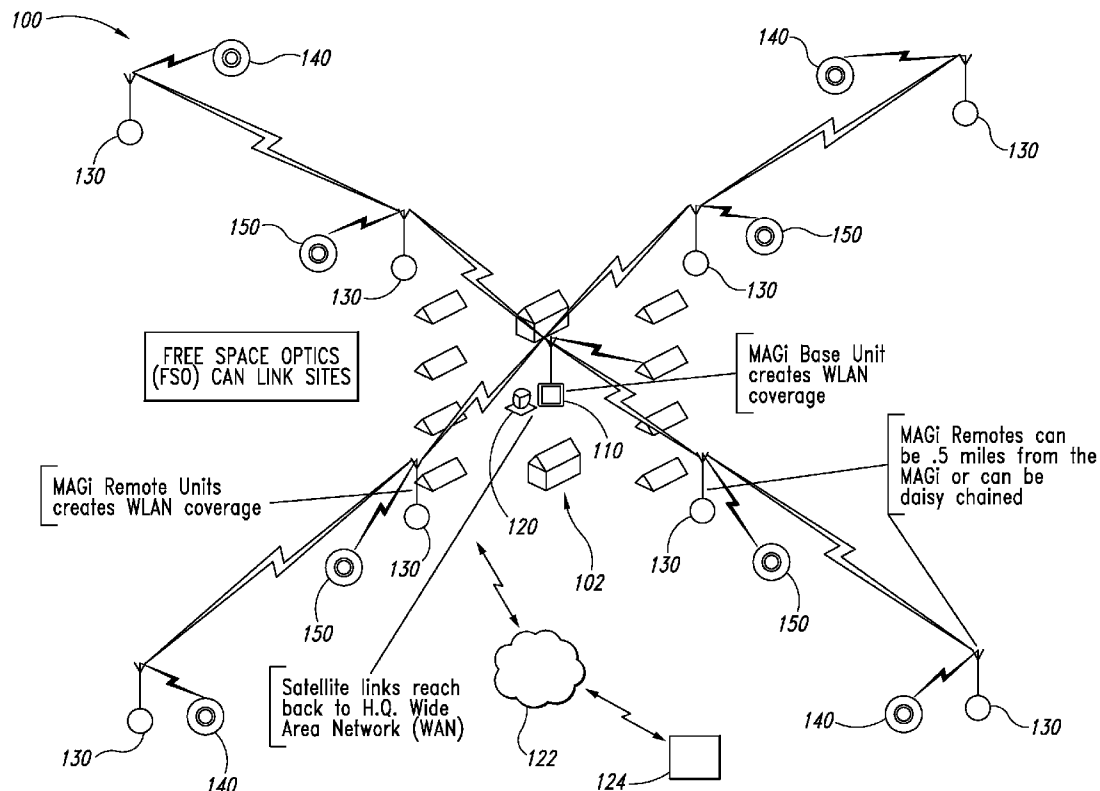 100
140
140
130
130
150
150
130
130
FREE SPACE OPTICS
(FSO) CAN LINK SITES
MAGi Base Unit
creates WLAN
coverage
110
MAGi Remotes can
be .5 miles from the
MAGi or can be
daisy chained
MAGi Remote Units
creates WLAN coverage
120
130
130
102
150
150
Satellite links reach
back to H.Q. Wide
Area Network (WAN)
140
130
130
140
122
124